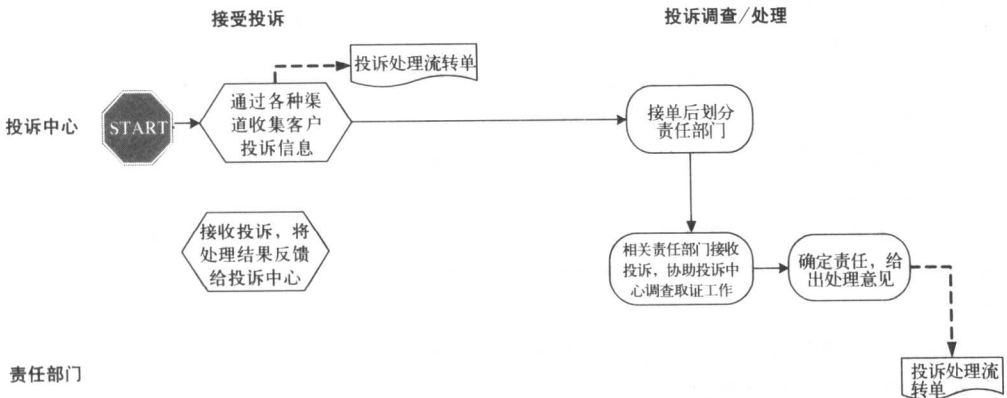 接受投诉
投诉调查/处理
投诉处理流转单
投诉中心
START
通过各种渠
道收集客户
投诉信息
接单后划分
责任部门
接收投诉，将
处理结果反馈
给投诉中心
相关责任部门接收
投诉，协助投诉中
心调查取证工作
确定责任，给
出处理意见
责任部门
投诉处理流
转单